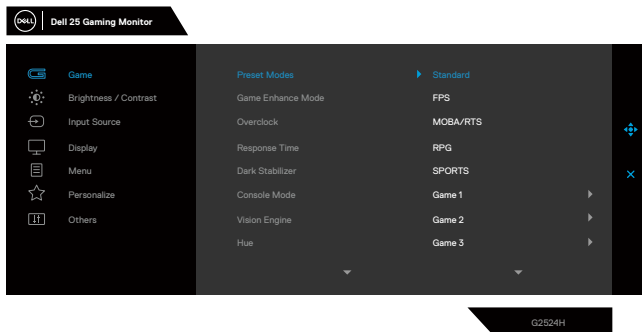 DELL Dell 25 Gaming Monitor
Game Preset Modes Standard
Brightness / Contrast Game Enhance Mode FPS
Input Source Overclock MOBA/RTS
Display Response Time RPG
Menu Dark Stabilizer SPORTS
Personalize Console Mode Game 1
Others Vision Engine Game 2
Hue Game 3
G2524H